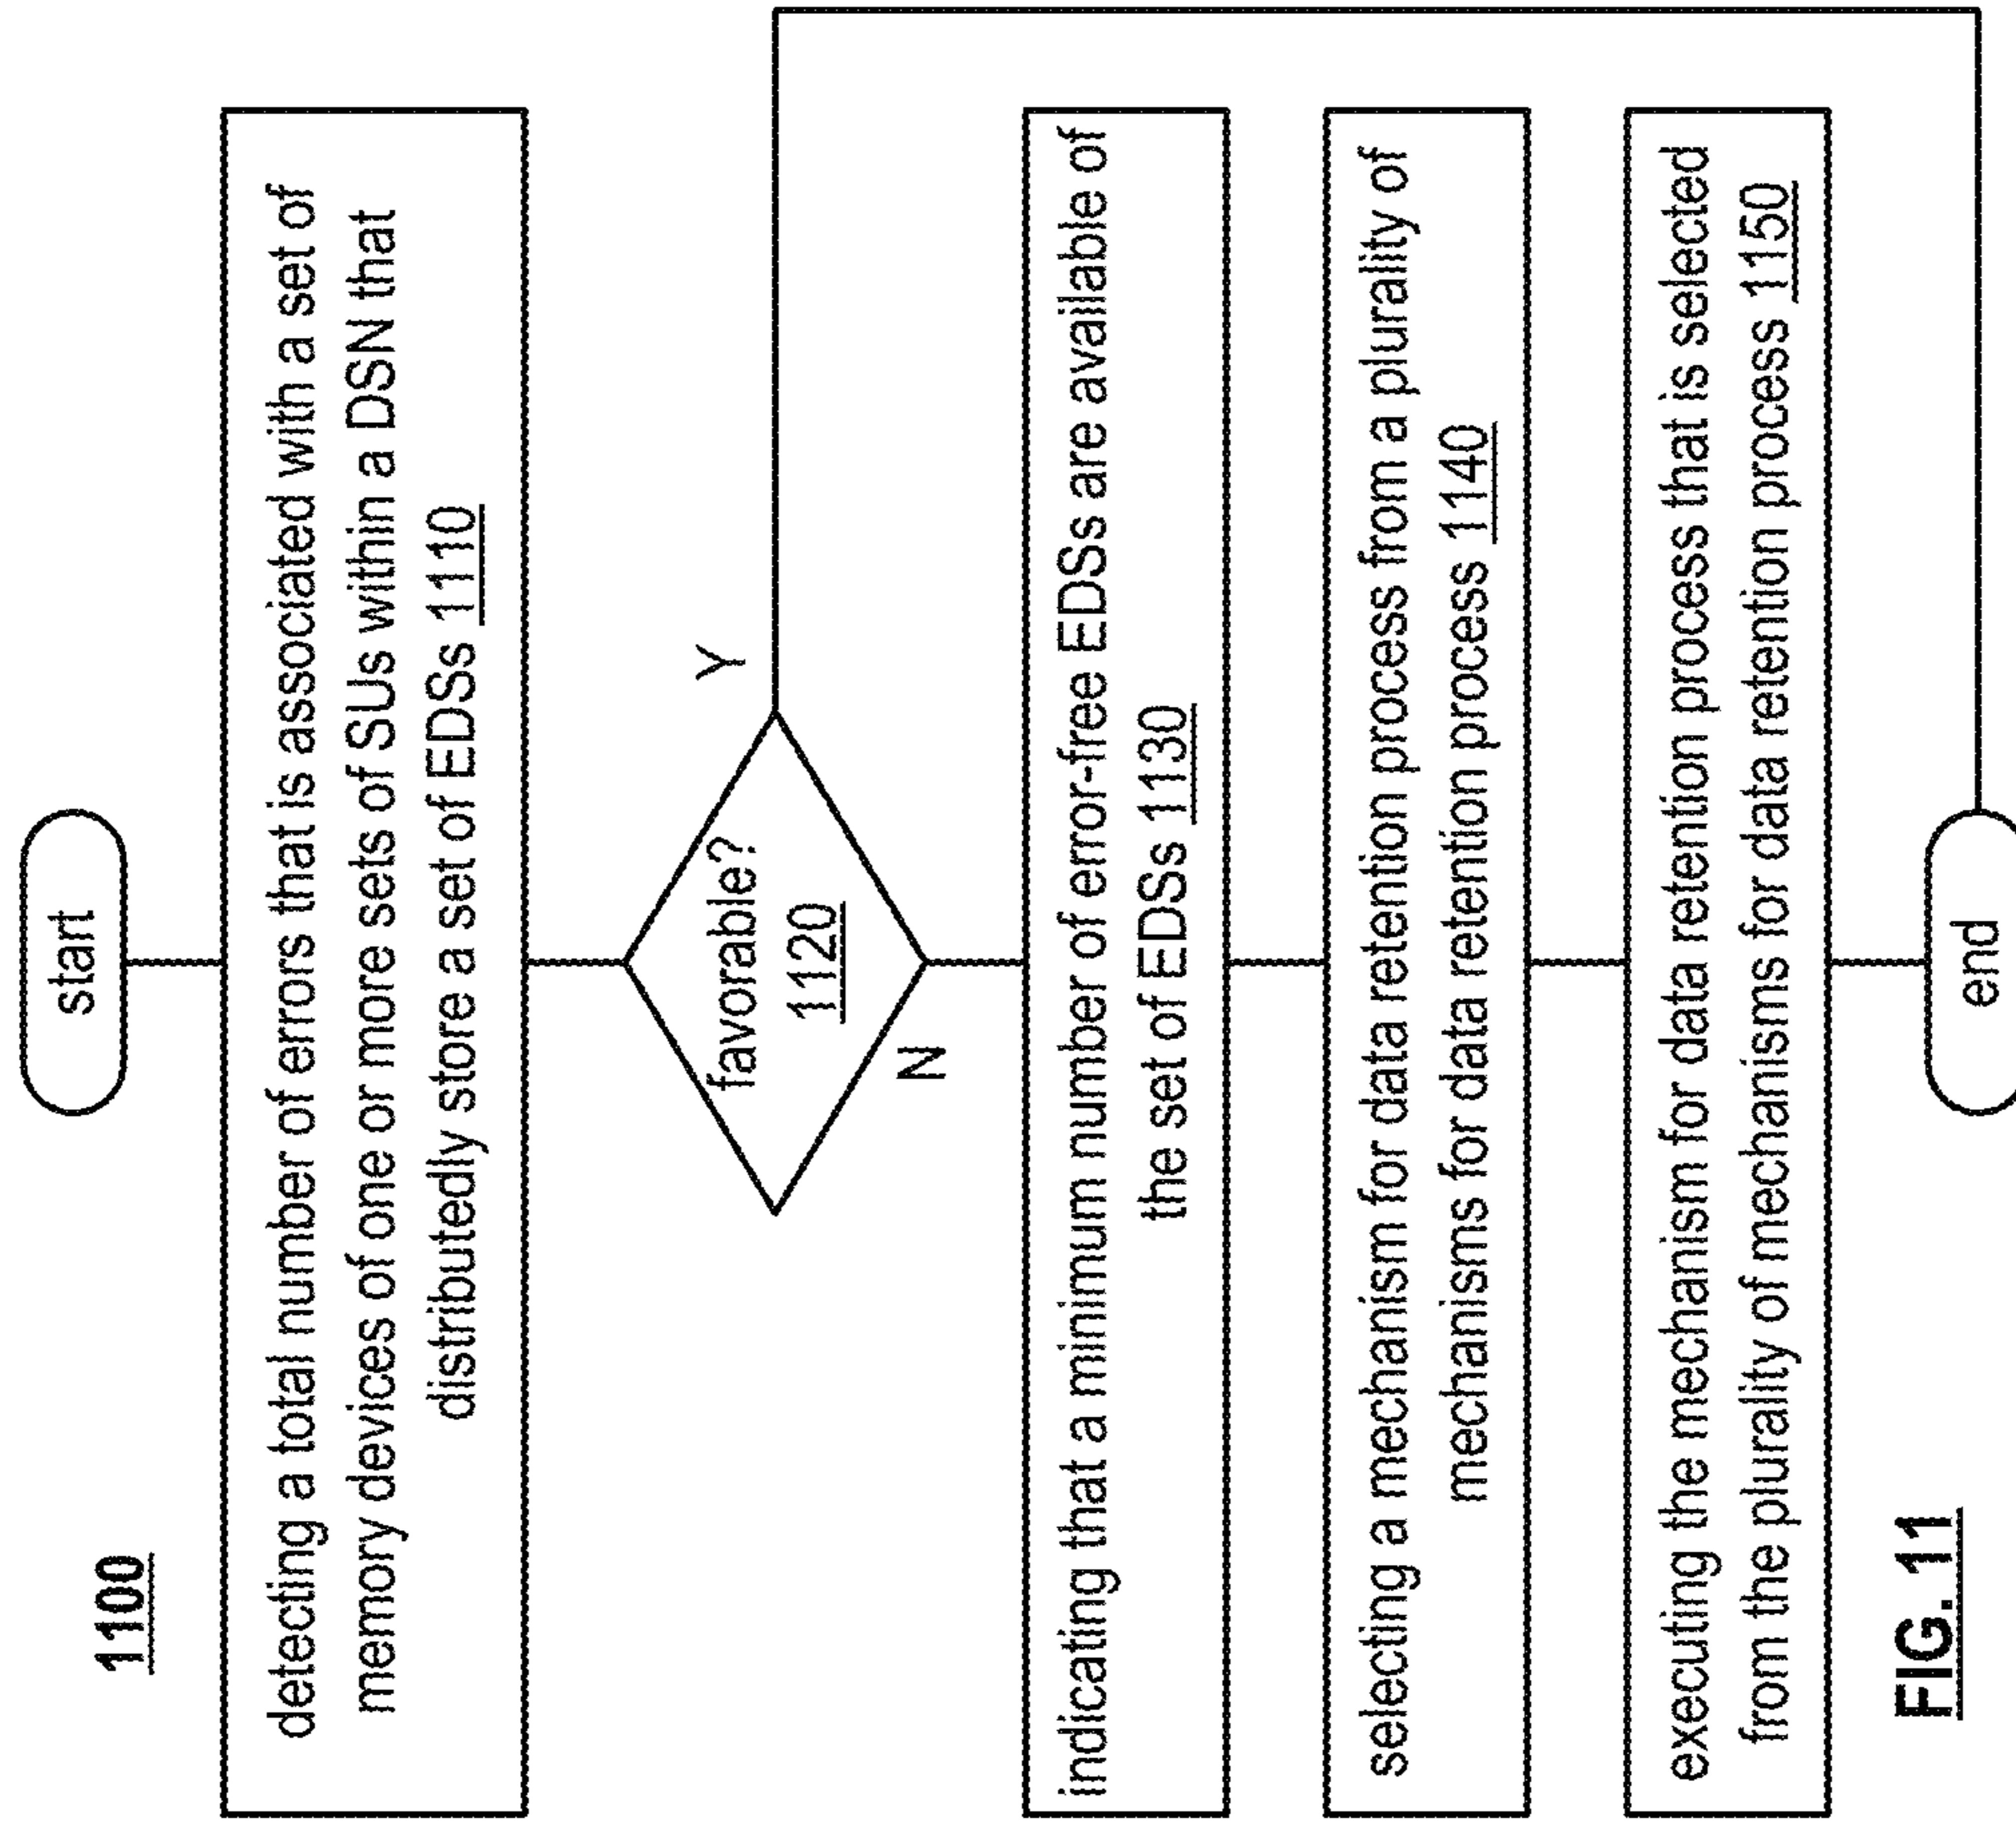 1100
start
detecting a total number of errors that is associated with a set of
memory devices of one or more sets of SUs within a DSN that
distributedly store a set of EDSs 1110
favorable?
1120
Y
N
indicating that a minimum number of error-free EDSs are available of
the set of EDSs 1130
selecting a mechanism for data retention process from a plurality of
mechanisms for data retention process 1140
executing the mechanism for data retention process that is selected
from the plurality of mechanisms for data retention process 1150
end
FIG. 11